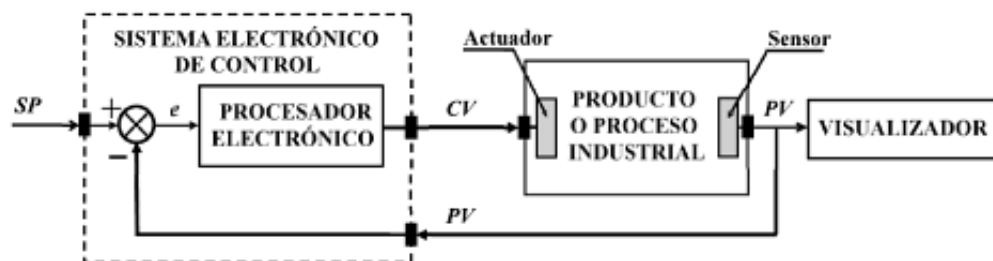 SISTEMA ELECTRÓNICO
DE CONTROL
SP
+
−
e
PROCESADOR
ELECTRÓNICO
CV
Actuador
Sensor
PRODUCTO
O PROCESO
INDUSTRIAL
PV
VISUALIZADOR
PV